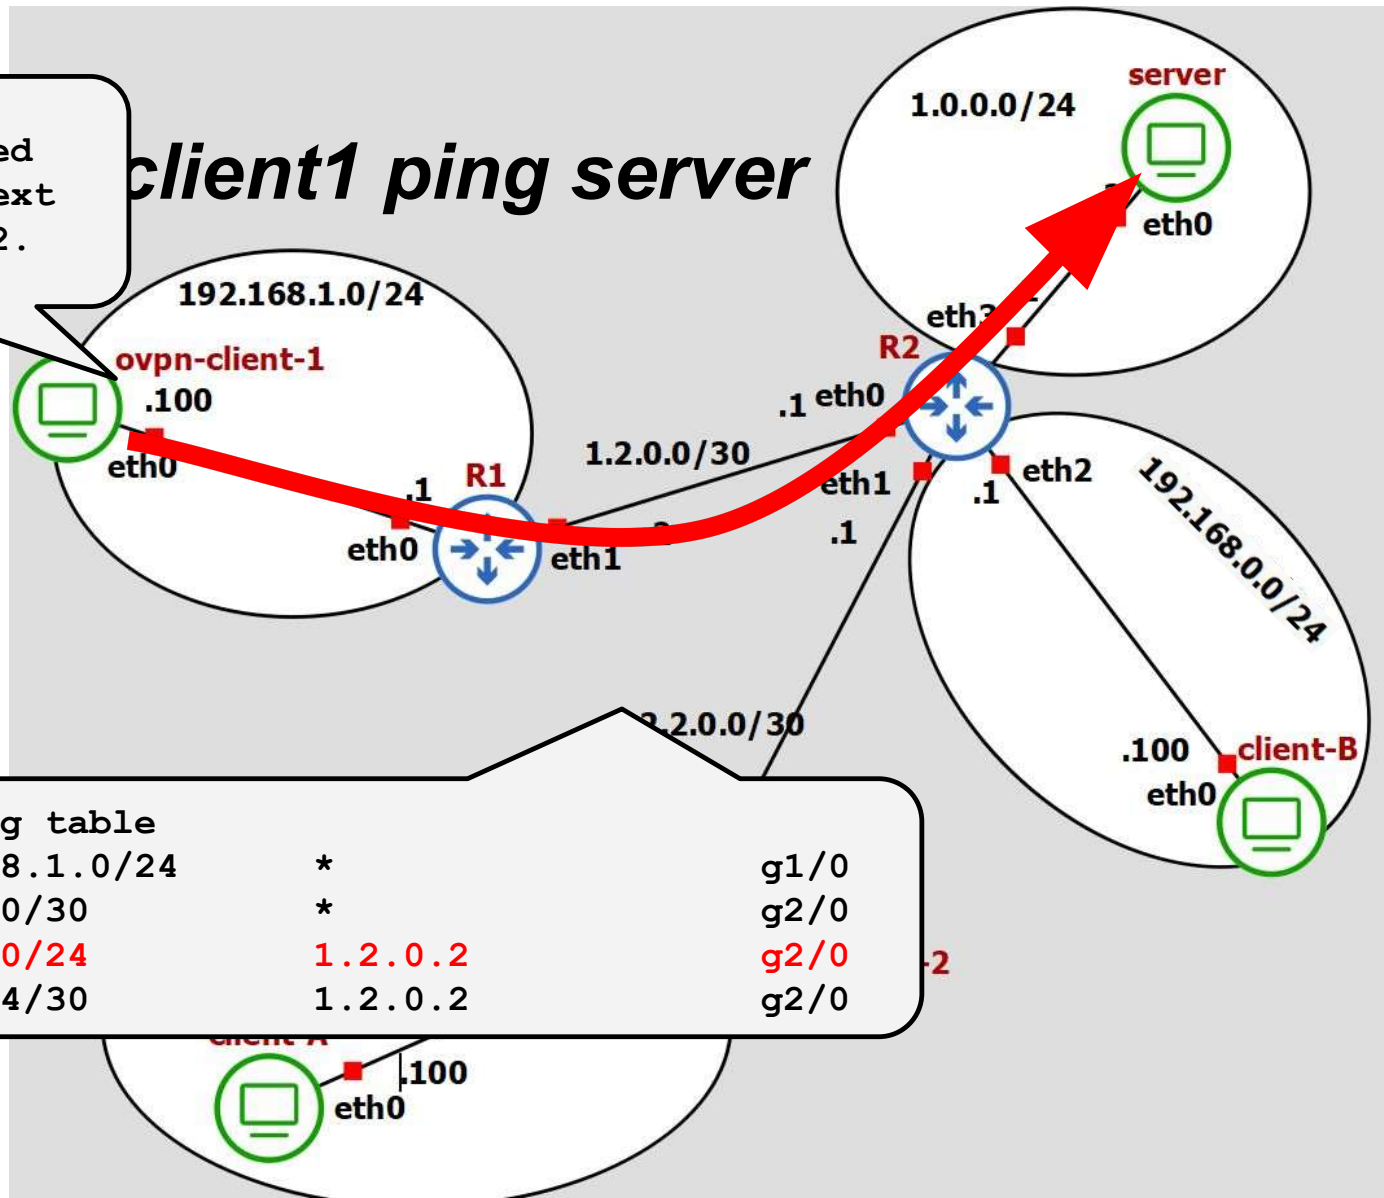 server
1.0.0.0/24
ed
client1 ping server
ext
2.
eth0
192.168.1.0/24
eth3
R2
ovpn-client-1
.100
.1 eth0
1.2.0.0/30
eth0
R1
eth2
192.168.0.0/24
.1
eth1
.1
eth0
eth1
.1
2.2.0.0/30
.100
client-B
eth0
g table
8.1.0/24 * g1/0
0/30 * g2/0
0/24 1.2.0.2 g2/0
-2
4/30 1.2.0.2 g2/0
client-A
.100
eth0